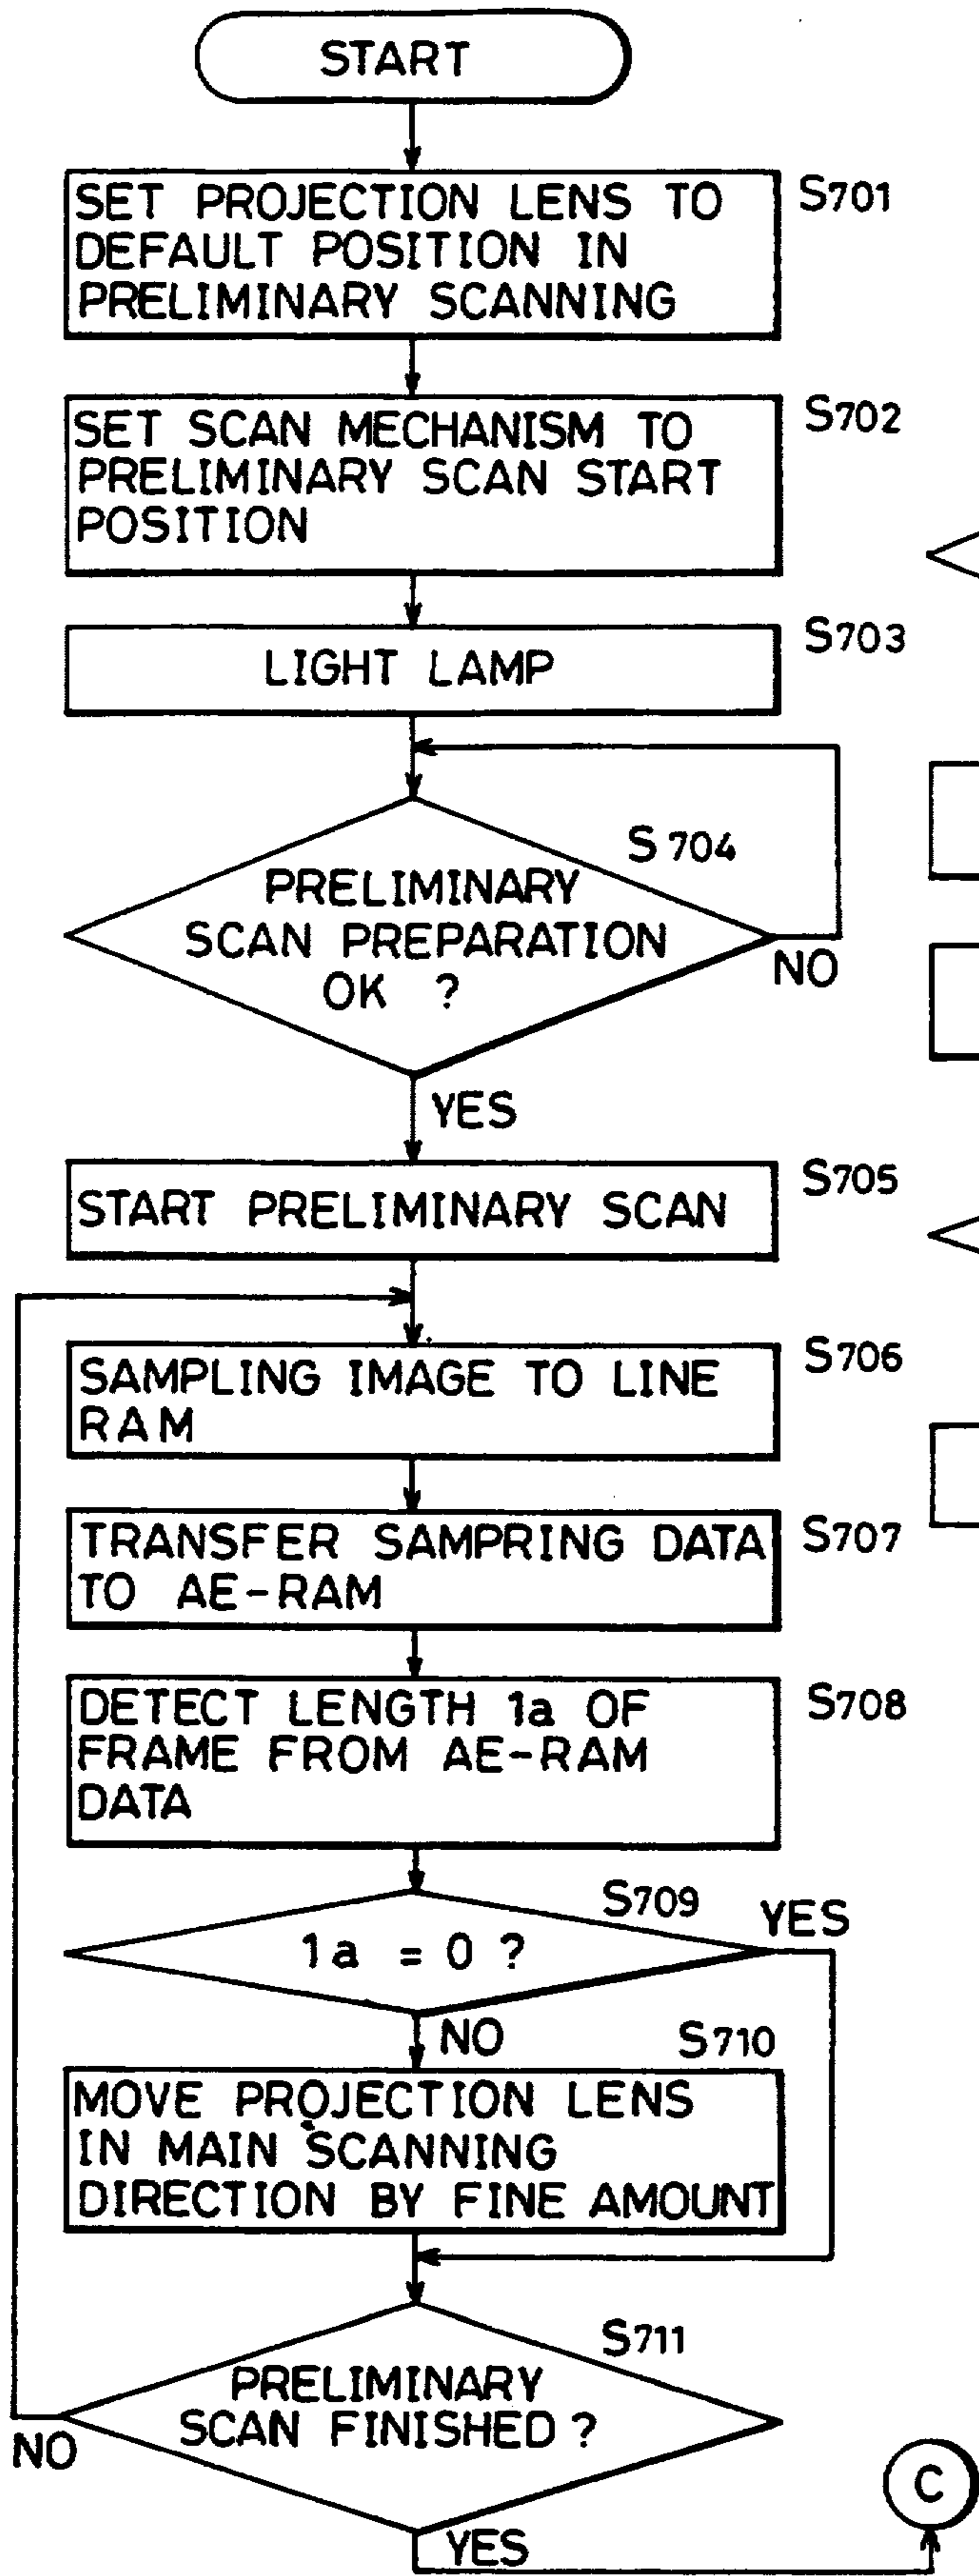 START
S701
SET PROJECTION LENS TO
DEFAULT POSITION IN
PRELIMINARY SCANNING
S702
SET SCAN MECHANISM TO
PRELIMINARY SCAN START
POSITION
S703
LIGHT LAMP
S704
PRELIMINARY
SCAN PREPARATION
OK ?
NO
YES
S705
START PRELIMINARY SCAN
S706
SAMPLING IMAGE TO LINE
RAM
S707
TRANSFER SAMPRING DATA
TO AE-RAM
S708
DETECT LENGTH 1a OF
FRAME FROM AE-RAM
DATA
S709
YES
1a = 0 ?
NO
S710
MOVE PROJECTION LENS
IN MAIN SCANNING
DIRECTION BY FINE AMOUNT
S711
PRELIMINARY
SCAN FINISHED ?
NO
C
YES